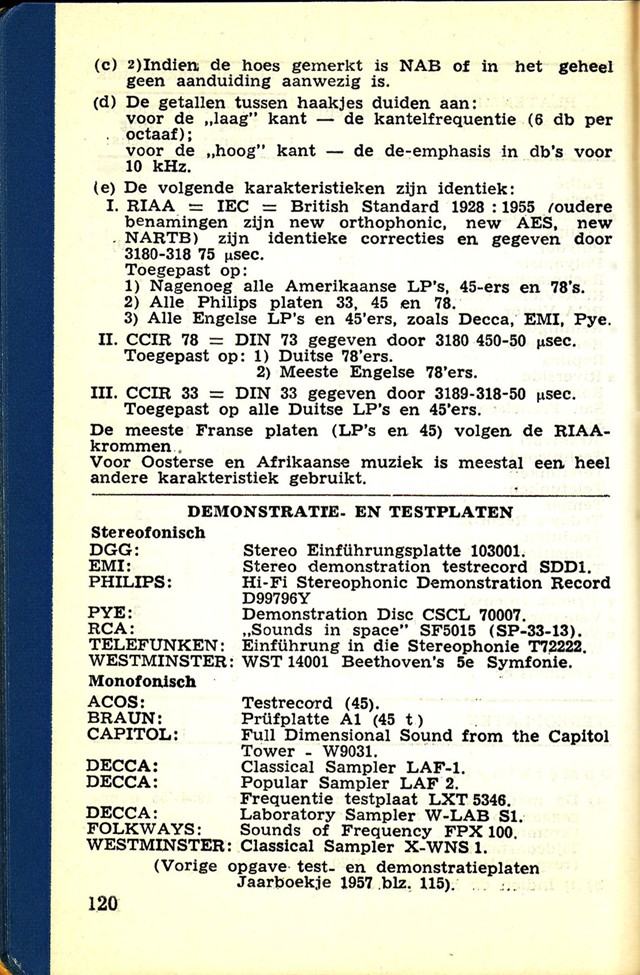 (c) 2)Indien de hoes gemerkt is NAB of in het geheel
geen aanduiding aanwezig is.
(d) De getallen tussen haakjes duiden aan:
voor de „laag” kant — de kantelfrequentie (6 db per
octaaf);
voor de „hoog” kant — de de-emphasis in db's voor
10 kHz.
(e) De volgende karakteristieken zijn identiek:
I. RIAA = IEC = British Standard 1928 : 1955 /oudere
benamingen zijn new orthophonic, new AES, new
NARTB) zijn identieke correcties en gegeven door
3180-318 75 µsec.
Toegepast op:
1) Nagenoeg alle Amerikaanse LP's, 45-ers en 78's.
2) Alle Philips platen 33, 45 en 78.
3) Alle Engelse LP's en 45'ers, zoals Decca, EMI, Pye.
II. CCIR 78 = DIN 73 gegeven door 3180 450-50 µsec.
Toegepast op: 1) Duitse 78'ers.
2) Meeste Engelse 78'ers.
III. CCIR 33 = DIN 33 gegeven door 3189-318-50 µsec.
Toegepast op alle Duitse LP's en 45'ers.
De meeste Franse platen (LP's en 45) volgen de RIAA-
krommen.
Voor Oosterse en Afrikaanse muziek is meestal een heel
andere karakteristiek gebruikt.
DEMONSTRATIE- EN TESTPLATEN
Stereofonisch
DGG: Stereo Einführungsplatte 103001.
EMI: Stereo demonstration testrecord SDD1.
PHILIPS: Hi-Fi Stereophonic Demonstration Record
D99796Y
PYE: Demonstration Disc CSCL 70007.
RCA: „Sounds in space” SF5015 (SP-33-13).
TELEFUNKEN: Einführung in die Stereophonie T72222.
WESTMINSTER: WST 14001 Beethoven's 5e Symfonie.
Monofonisch
ACOS: Testrecord (45).
BRAUN: Prüfplatte A1 (45 t)
CAPITOL: Full Dimensional Sound from the Capitol
Tower - W9031.
DECCA: Classical Sampler LAF-1.
DECCA: Popular Sampler LAF 2.
Frequentie testplaat LXT 5346.
DECCA: Laboratory Sampler W-LAB S1.
FOLKWAYS: Sounds of Frequency FPX 100.
WESTMINSTER: Classical Sampler X-WNS 1.
(Vorige opgave test- en demonstratieplaten
Jaarboekje 1957 blz. 115).
120